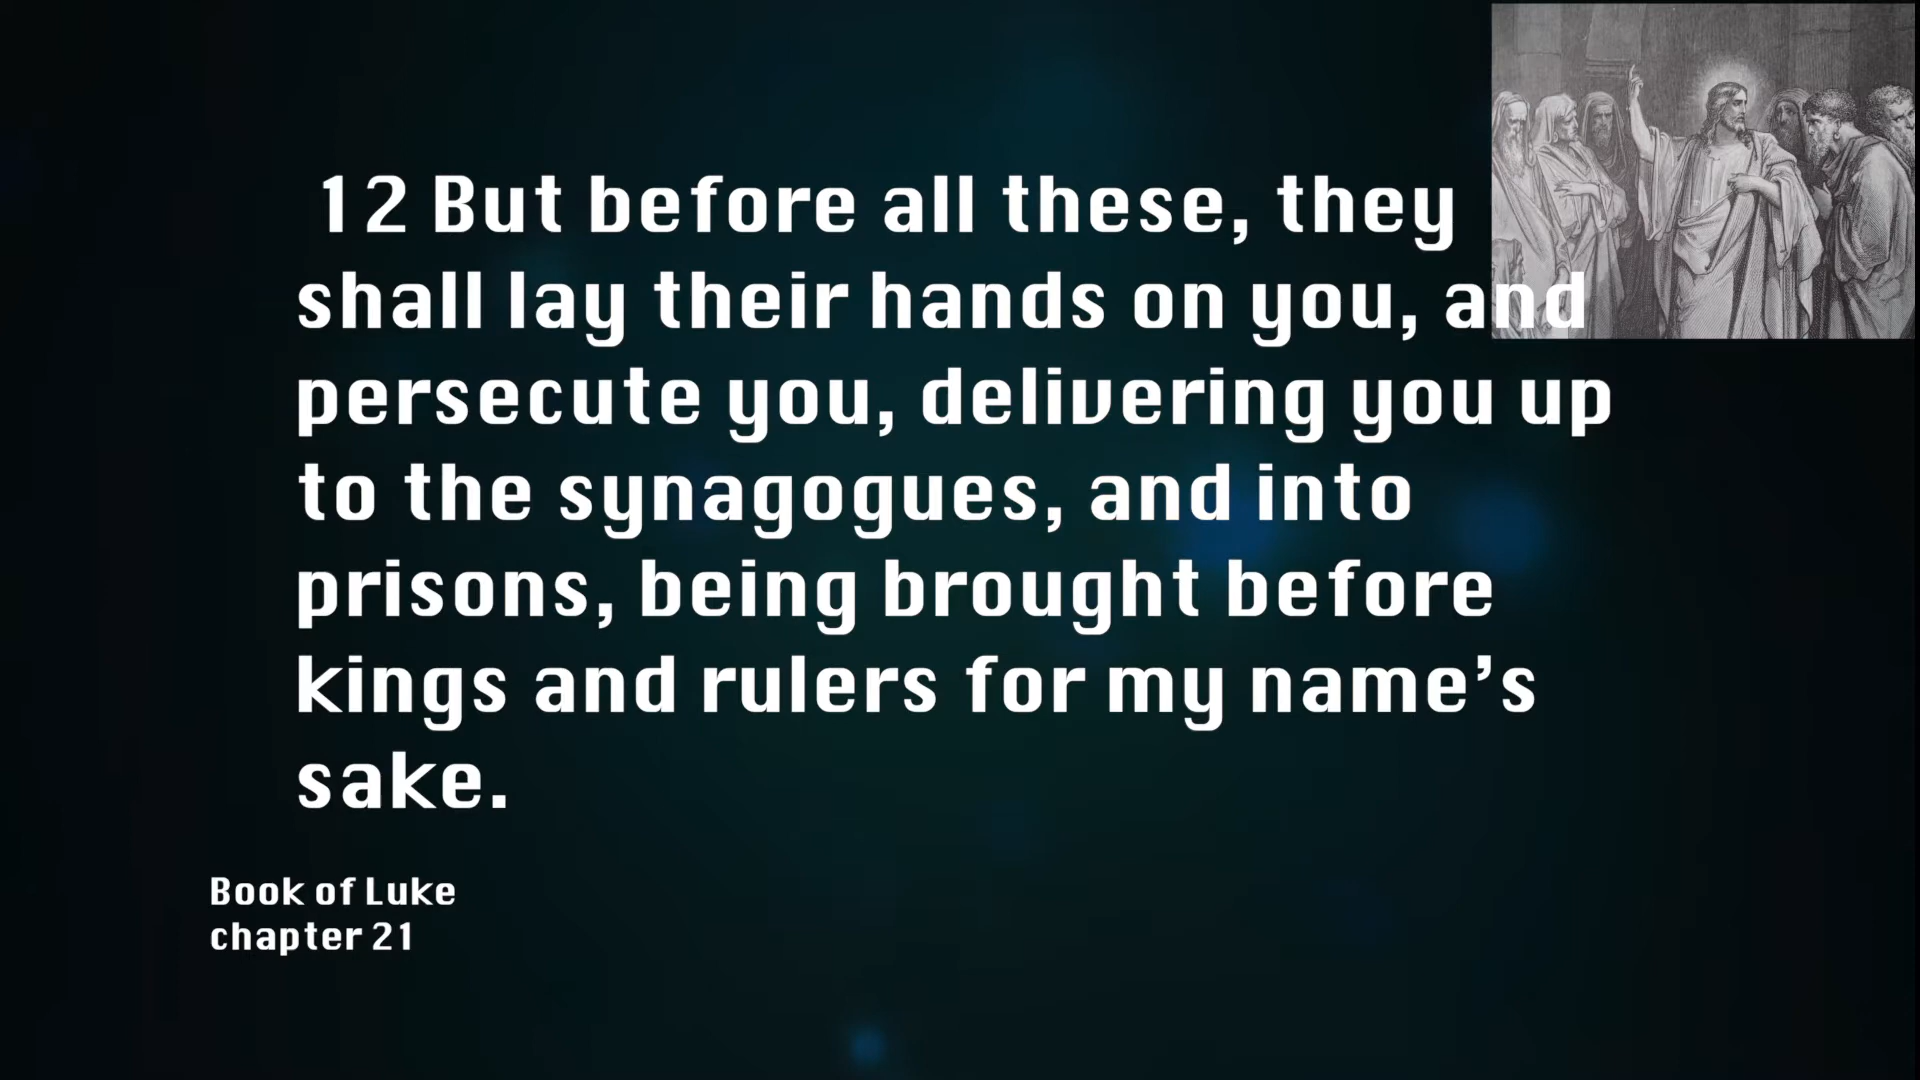 12 But before all these, they
shall lay their hands on you, and
persecute you, delivering you up
to the synagogues, and into
prisons, being brought before
kings and rulers for my name’s
sake.
Book of Luke
chapter 21